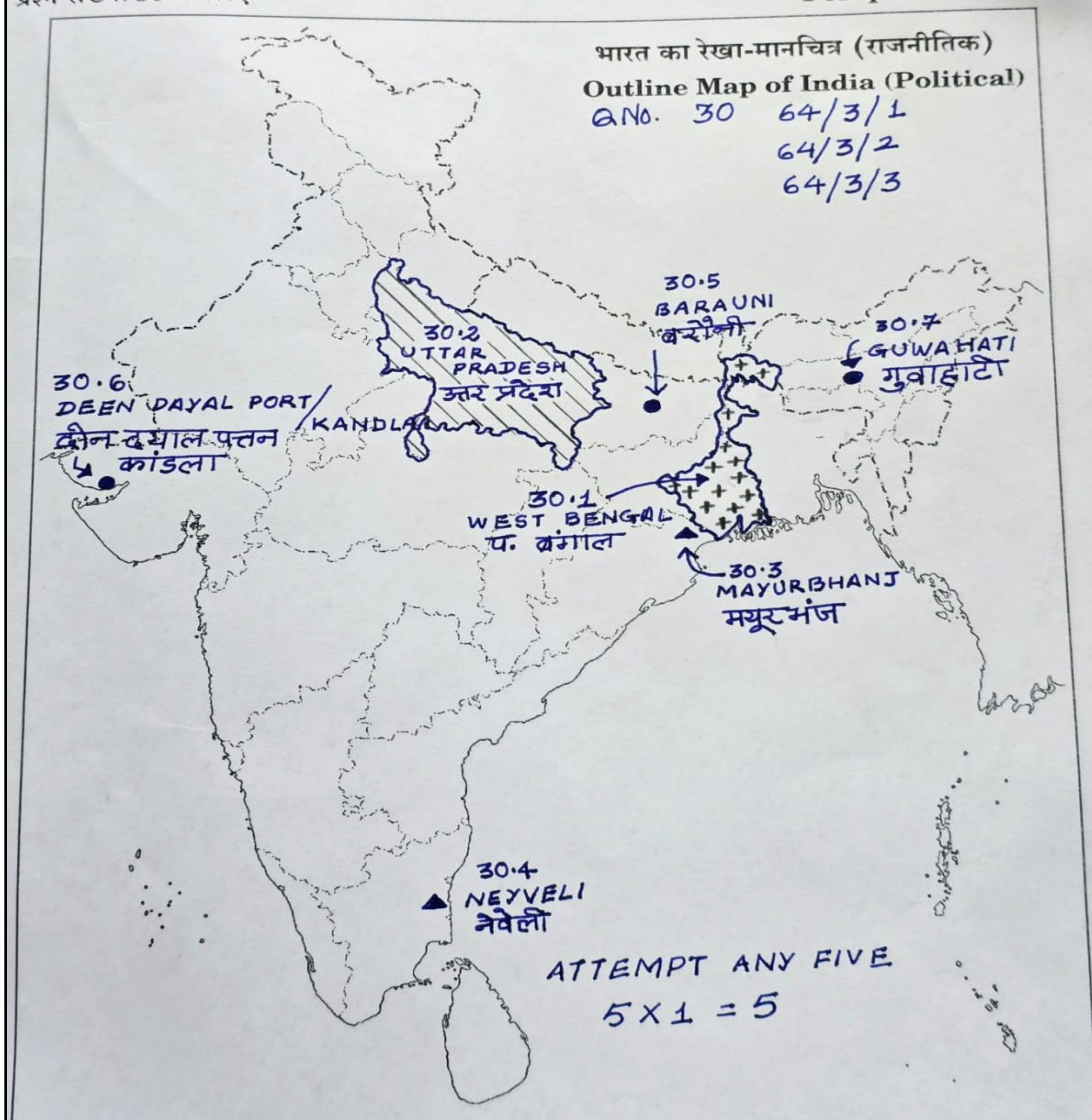 भारत का रेखा-मानचित्र (राजनीतिक)
Outline Map of India (Political)
QNo. 30 64/3/1
64/3/2
64/3/3
30.5
BARAUNI
बरौनी
30.7
GUWAHATI
गुवाहाटी
30.2
UTTAR
PRADESH
उत्तर प्रदेश
30.6
DEEN DAYAL PORT/
KANDLA
दीन दयाल पत्तन
कांडला
30.1
WEST BENGAL
प. बंगाल
30.3
MAYURBHANJ
मयूरभंज
30.4
NEYVELI
नेवेली
ATTEMPT ANY FIVE
5 X 1 = 5